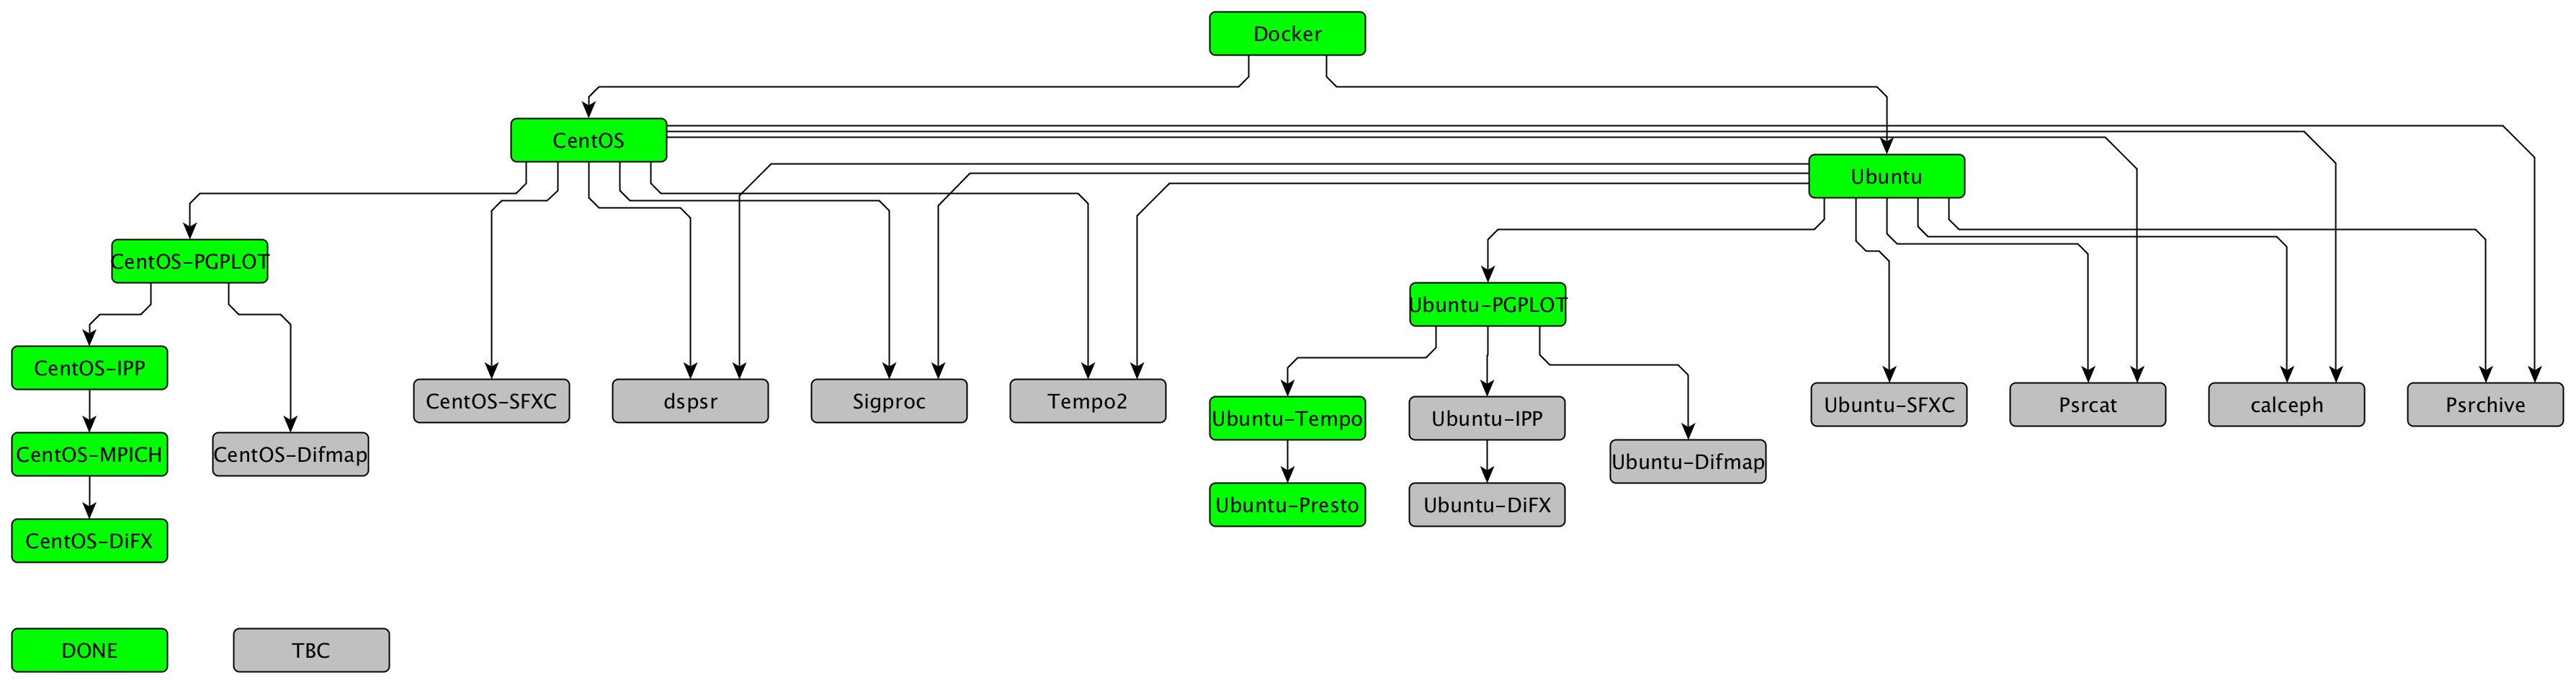 Docker
CentOS
Ubuntu
CentOS-PGPLOT
Ubuntu-PGPLOT
CentOS-IPP
CentOS-SFXC
dspsr
Sigproc
Tempo2
Ubuntu-Tempo
Ubuntu-IPP
Ubuntu-SFXC
Psrcat
calceph
Psrchive
CentOS-MPICH
CentOS-Difmap
Ubuntu-Difmap
Ubuntu-Presto
Ubuntu-DiFX
CentOS-DiFX
DONE
TBC